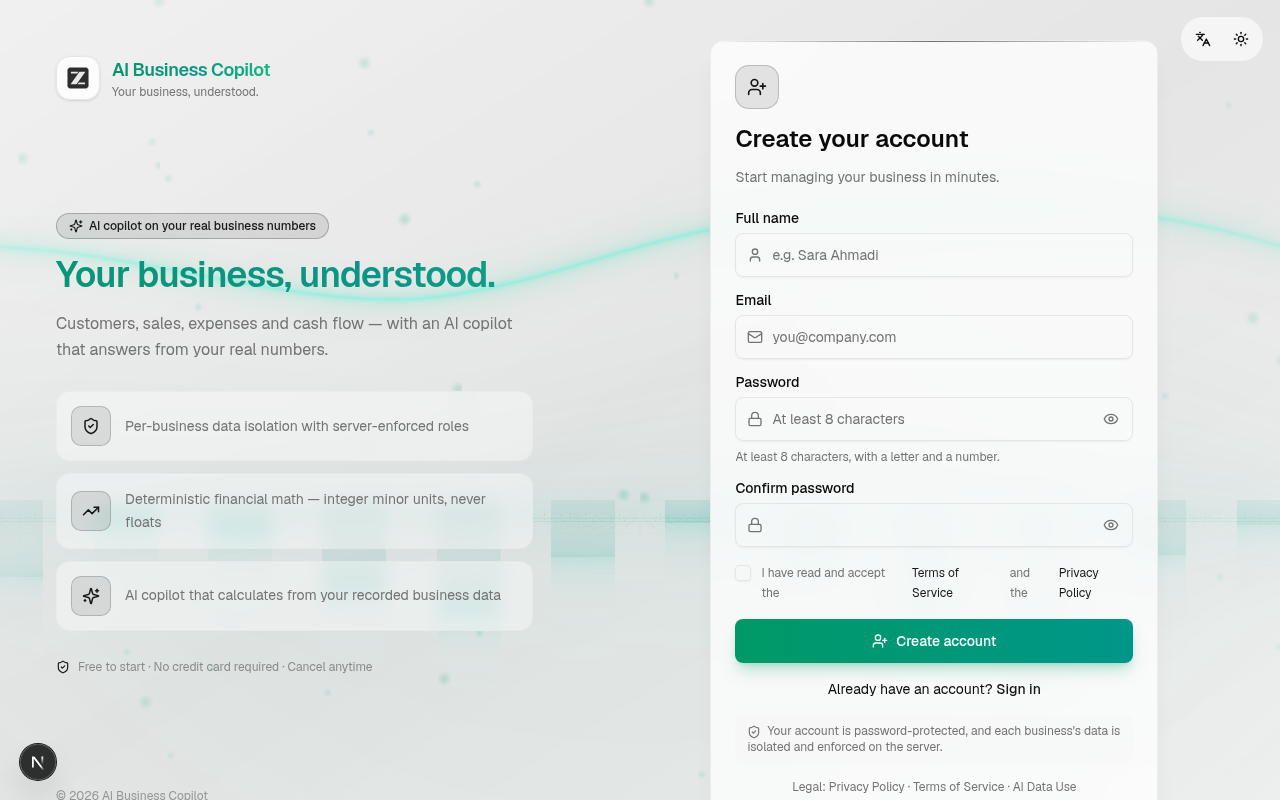 AI Business Copilot
Your business, understood.
AI copilot on your real business numbers
Your business, understood.
Customers, sales, expenses and cash flow — with an AI copilot
that answers from your real numbers.
Per-business data isolation with server-enforced roles
Deterministic financial math — integer minor units, never
floats
AI copilot that calculates from your recorded business data
Free to start · No credit card required · Cancel anytime
© 2026 AI Business Copilot
Create your account
Start managing your business in minutes.
Full name
e.g. Sara Ahmadi
Email
you@company.com
Password
At least 8 characters
At least 8 characters, with a letter and a number.
Confirm password
I have read and accept the Terms of Service and the Privacy Policy
Create account
Already have an account? Sign in
Your account is password-protected, and each business's data is
isolated and enforced on the server.
Legal: Privacy Policy · Terms of Service · AI Data Use